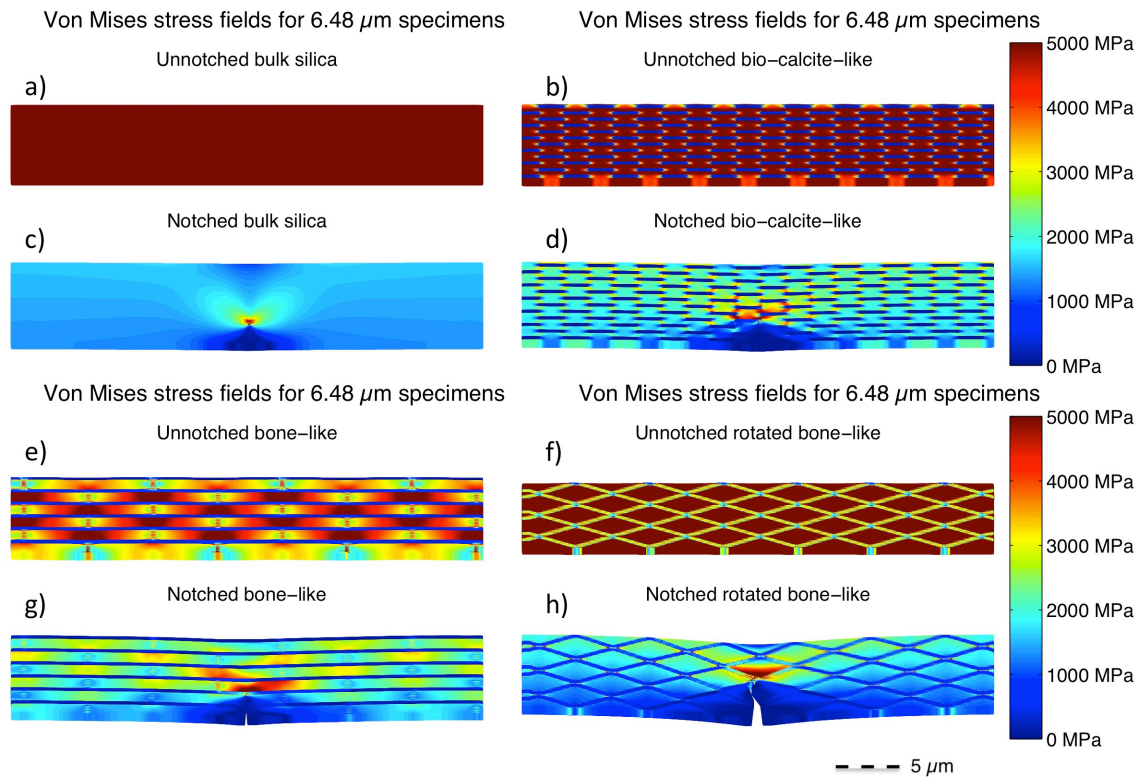 Von Mises stress fields for 6.48 µm specimens
Von Mises stress fields for 6.48 µm specimens
Unnotched bulk silica
Unnotched bio−calcite−like
a)
b)
5000 MPa
4000 MPa
3000 MPa
2000 MPa
1000 MPa
0 MPa
Notched bulk silica
Notched bio−calcite−like
c)
d)
Von Mises stress fields for 6.48 µm specimens
Von Mises stress fields for 6.48 µm specimens
Unnotched bone−like
Unnotched rotated bone−like
e)
f)
5000 MPa
4000 MPa
3000 MPa
2000 MPa
1000 MPa
0 MPa
Notched bone−like
Notched rotated bone−like
g)
h)
5 µm